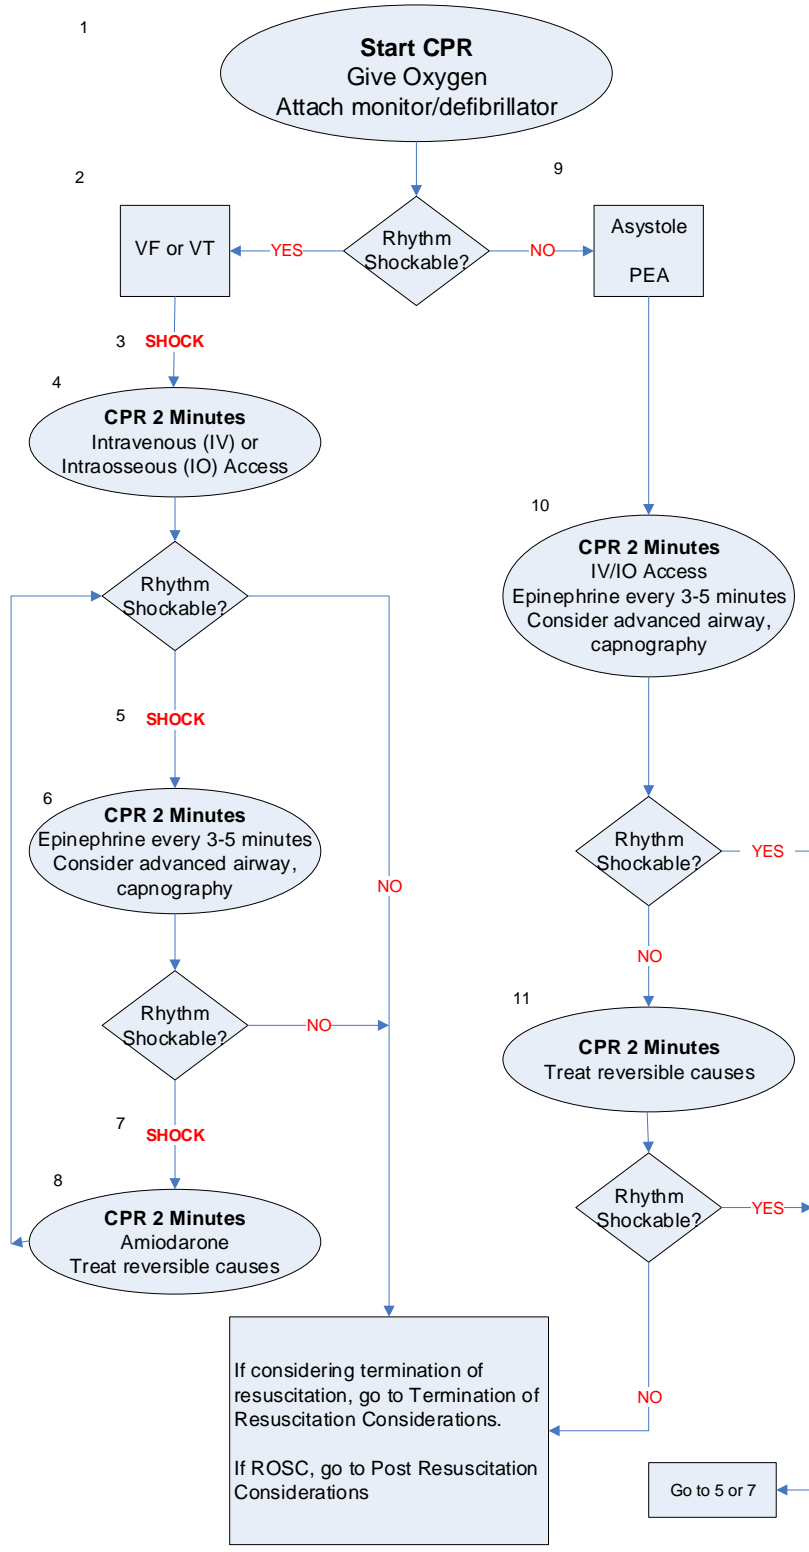 1
Start CPR
Give Oxygen
Attach monitor/defibrillator
2
9
VF or VT
YES
Rhythm
Shockable?
NO
Asystole
PEA
3
SHOCK
4
CPR 2 Minutes
Intravenous (IV) or
Intraosseous (IO) Access
Rhythm
Shockable?
5
SHOCK
6
CPR 2 Minutes
Epinephrine every 3-5 minutes
Consider advanced airway,
capnography
NO
Rhythm
Shockable?
NO
7
SHOCK
8
CPR 2 Minutes
Amiodarone
Treat reversible causes
10
CPR 2 Minutes
IV/IO Access
Epinephrine every 3-5 minutes
Consider advanced airway,
capnography
Rhythm
Shockable?
YES
NO
11
CPR 2 Minutes
Treat reversible causes
Rhythm
Shockable?
YES
NO
If considering termination of
resuscitation, go to Termination of
Resuscitation Considerations.
If ROSC, go to Post Resuscitation
Considerations
Go to 5 or 7